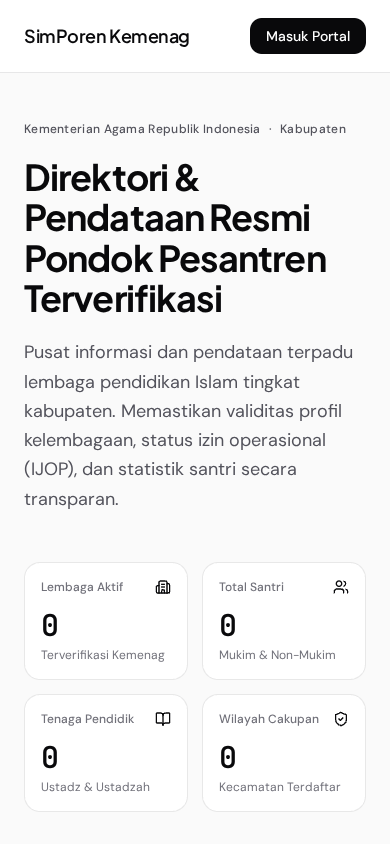 SimPoren Kemenag
Masuk Portal
Kementerian Agama Republik Indonesia · Kabupaten
Direktori &
Pendataan Resmi
Pondok Pesantren
Terverifikasi
Pusat informasi dan pendataan terpadu
lembaga pendidikan Islam tingkat
kabupaten. Memastikan validitas profil
kelembagaan, status izin operasional
(IJOP), dan statistik santri secara
transparan.
Lembaga Aktif
0
Terverifikasi Kemenag
Total Santri
0
Mukim & Non-Mukim
Tenaga Pendidik
0
Ustadz & Ustadzah
Wilayah Cakupan
0
Kecamatan Terdaftar